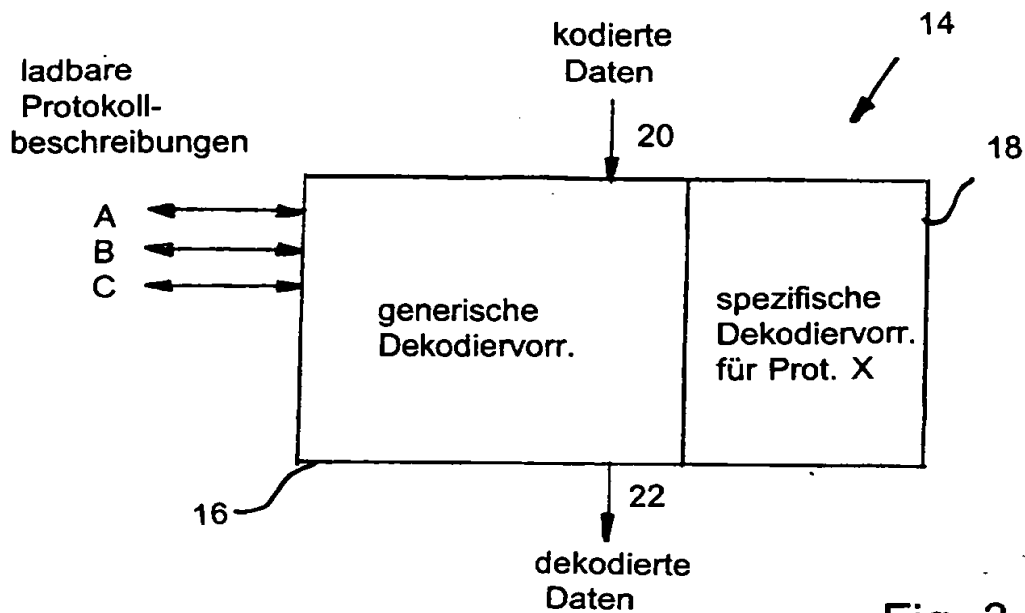 kodierte
Daten
14
ladbare
Protokoll-
beschreibungen
20
18
A
B
C
generische
Dekodiervorr.
spezifische
Dekodiervorr.
für Prot. X
16
22
dekodierte
Daten